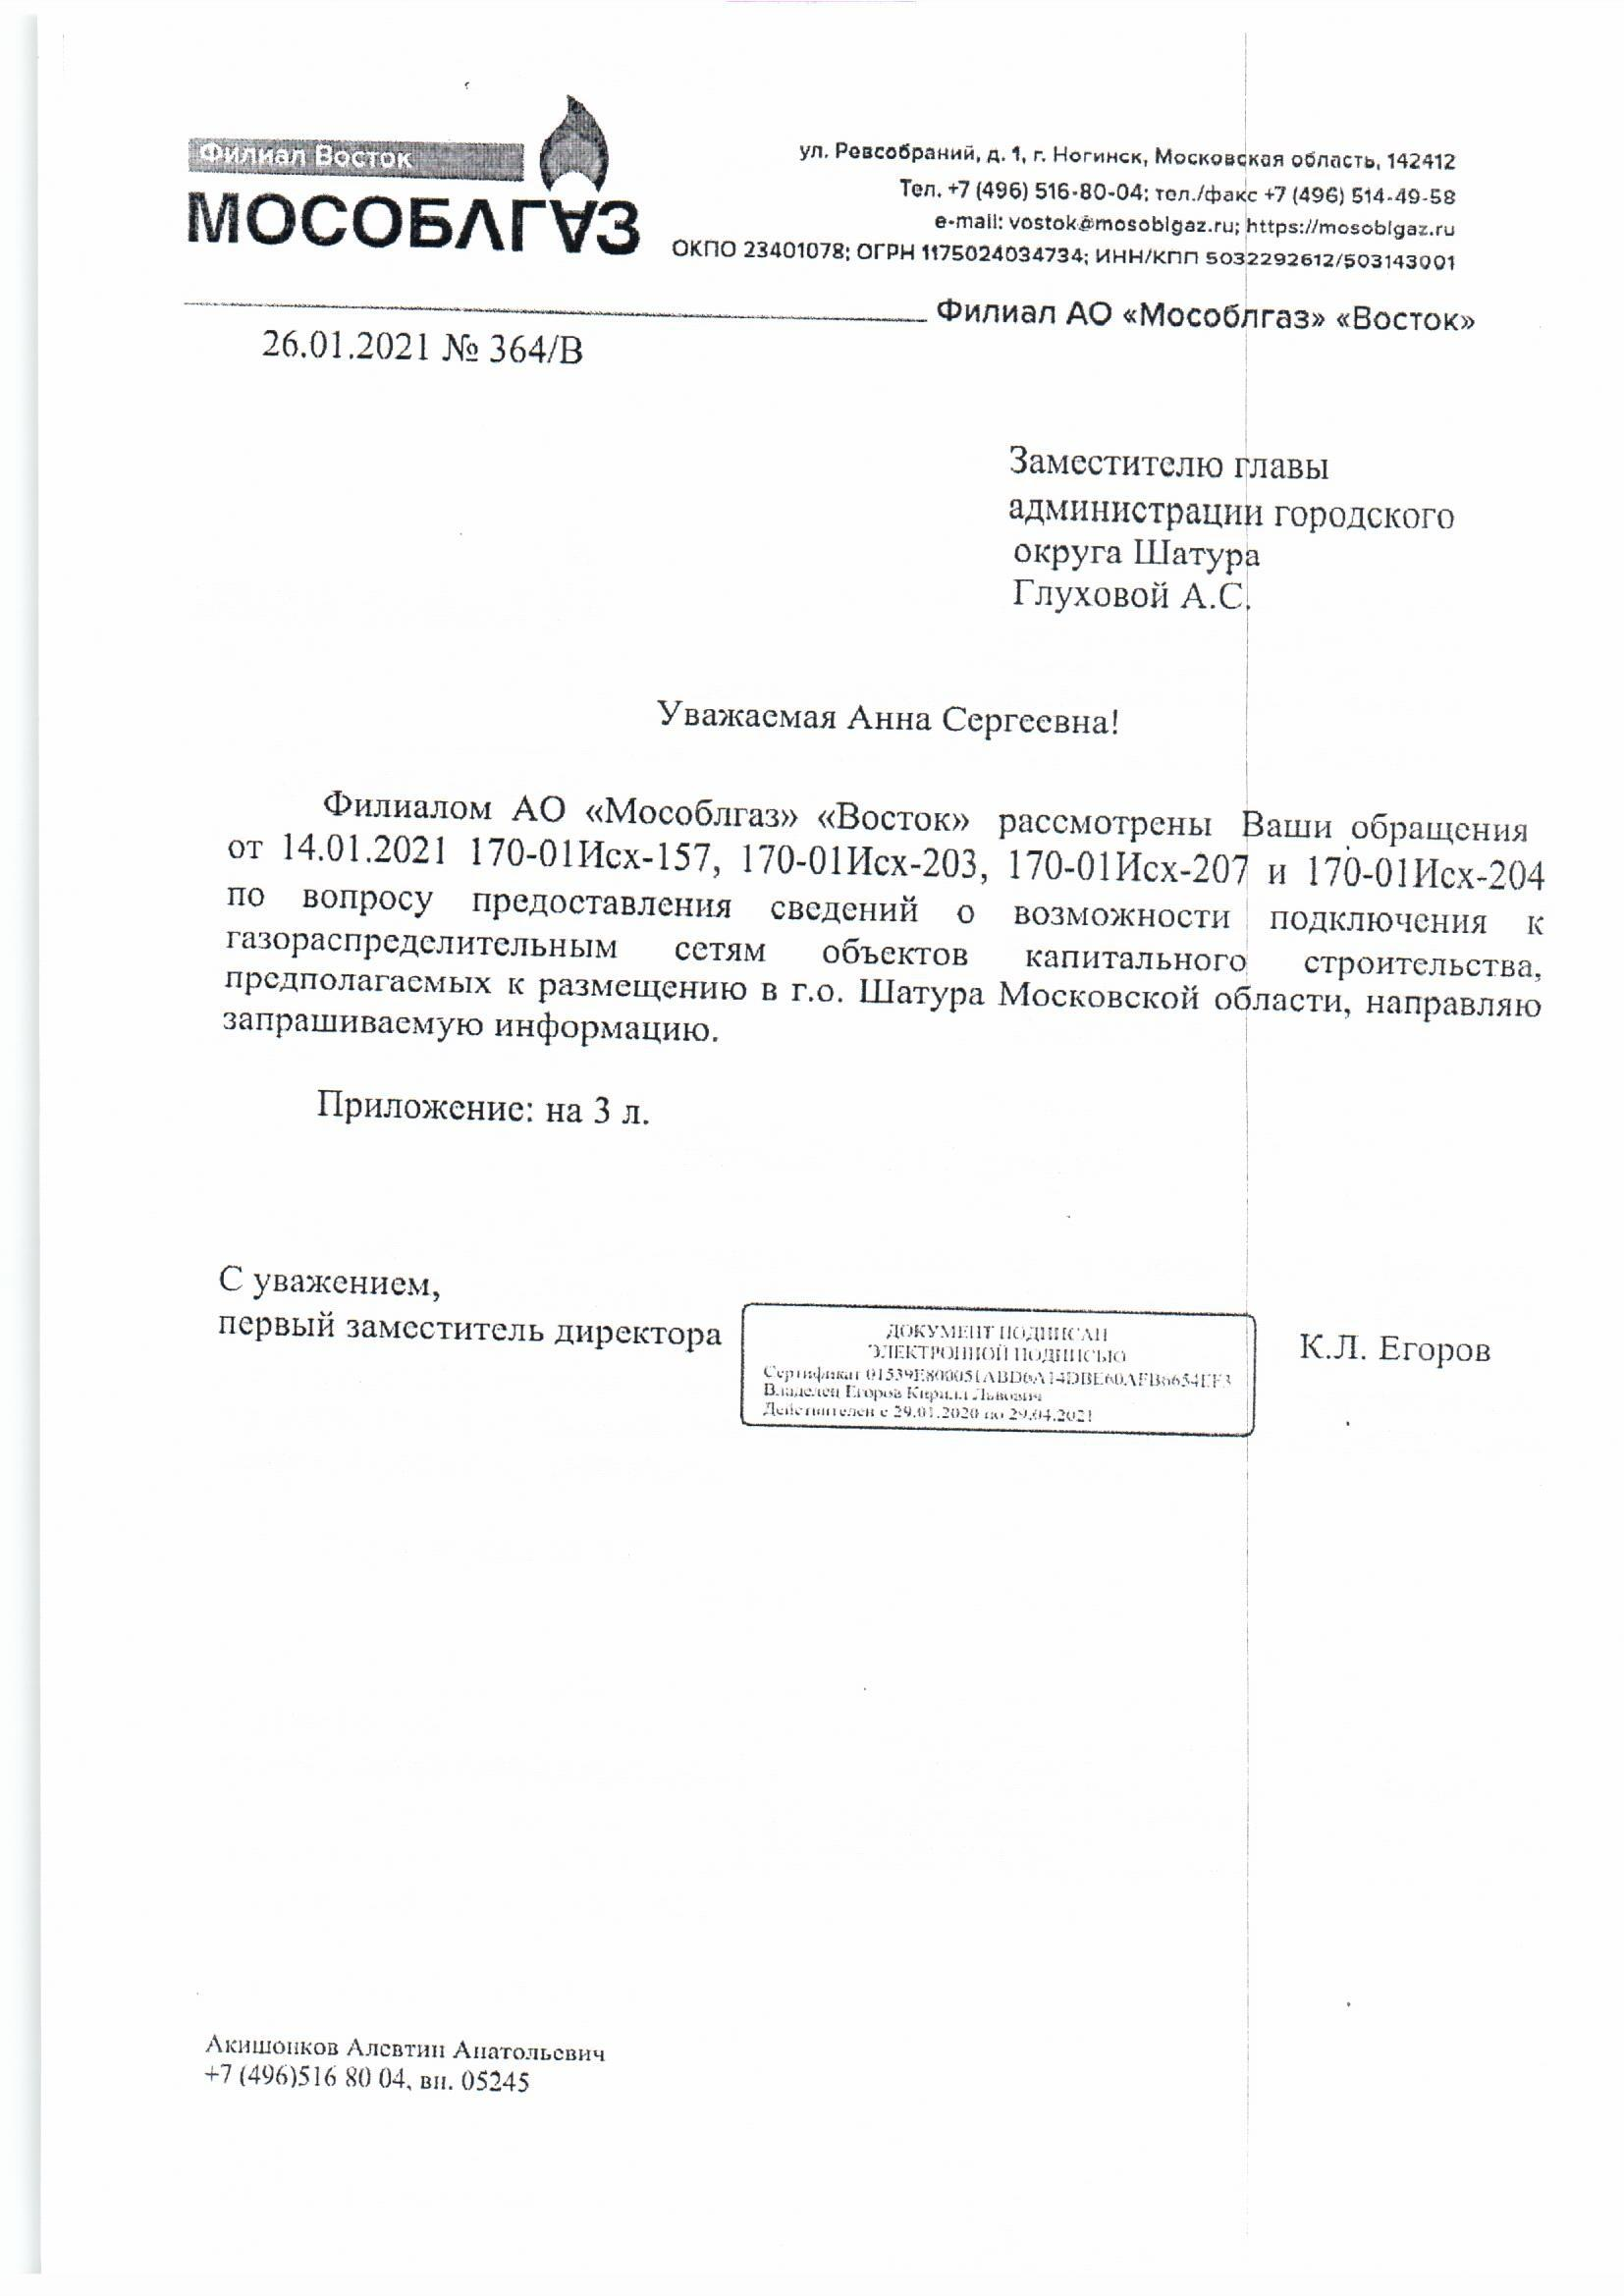 Филиал Восток
МОСОБЛГАЗ
ул. Ревсобраний, д. 1, г. Ногинск, Московская область, 142412
Тел. +7 (496) 516-80-04; тел./факс +7 (496) 514-49-58
e-mail: vostok@mosoblgaz.ru; https://mosoblgaz.ru
ОКПО 23401078; ОГРН 1175024034734; ИНН/КПП 5032292612/503143001
Филиал АО «Мособлгаз» «Восток»
26.01.2021 № 364/В
Заместителю главы
администрации городского
округа Шатура
Глуховой А.С.
Уважаемая Анна Сергеевна!
Филиалом АО «Мособлгаз» «Восток» рассмотрены Ваши обращения
от 14.01.2021 170-01Исх-157, 170-01Исх-203, 170-01Исх-207 и 170-01Исх-204
по вопросу предоставления сведений о возможности подключения к
газораспределительным сетям объектов капитального строительства,
предполагаемых к размещению в г.о. Шатура Московской области, направляю
запрашиваемую информацию.
Приложение: на 3 л.
С уважением,
первый заместитель директора
ДОКУМЕНТ ПОДПИСАН
ЭЛЕКТРОННОЙ ПОДПИСЬЮ
Сертификат
Владелец Егоров Кирилл Львович
Действителен с 29.01.2020 по 29.04.2021
К.Л. Егоров
Акишонков Алевтин Анатольевич
+7 (496)516 80 04, вн. 05245